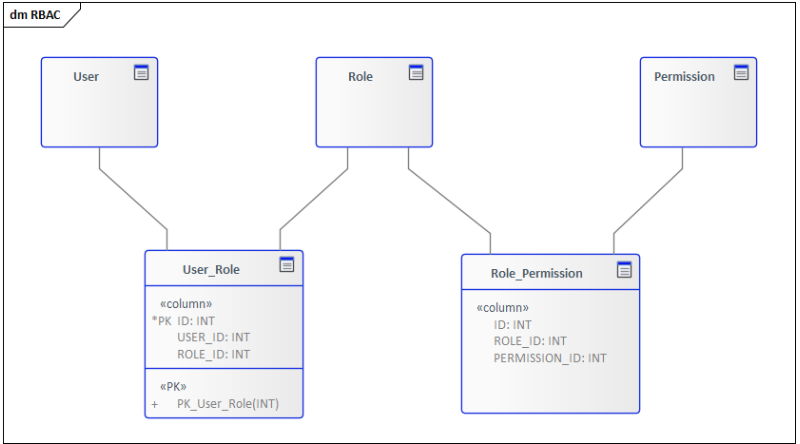 dm RBAC
User
Role
Permission
User_Role
«column»
*PK ID: INT
USER_ID: INT
ROLE_ID: INT
«PK»
+ PK_User_Role(INT)
Role_Permission
«column»
ID: INT
ROLE_ID: INT
PERMISSION_ID: INT